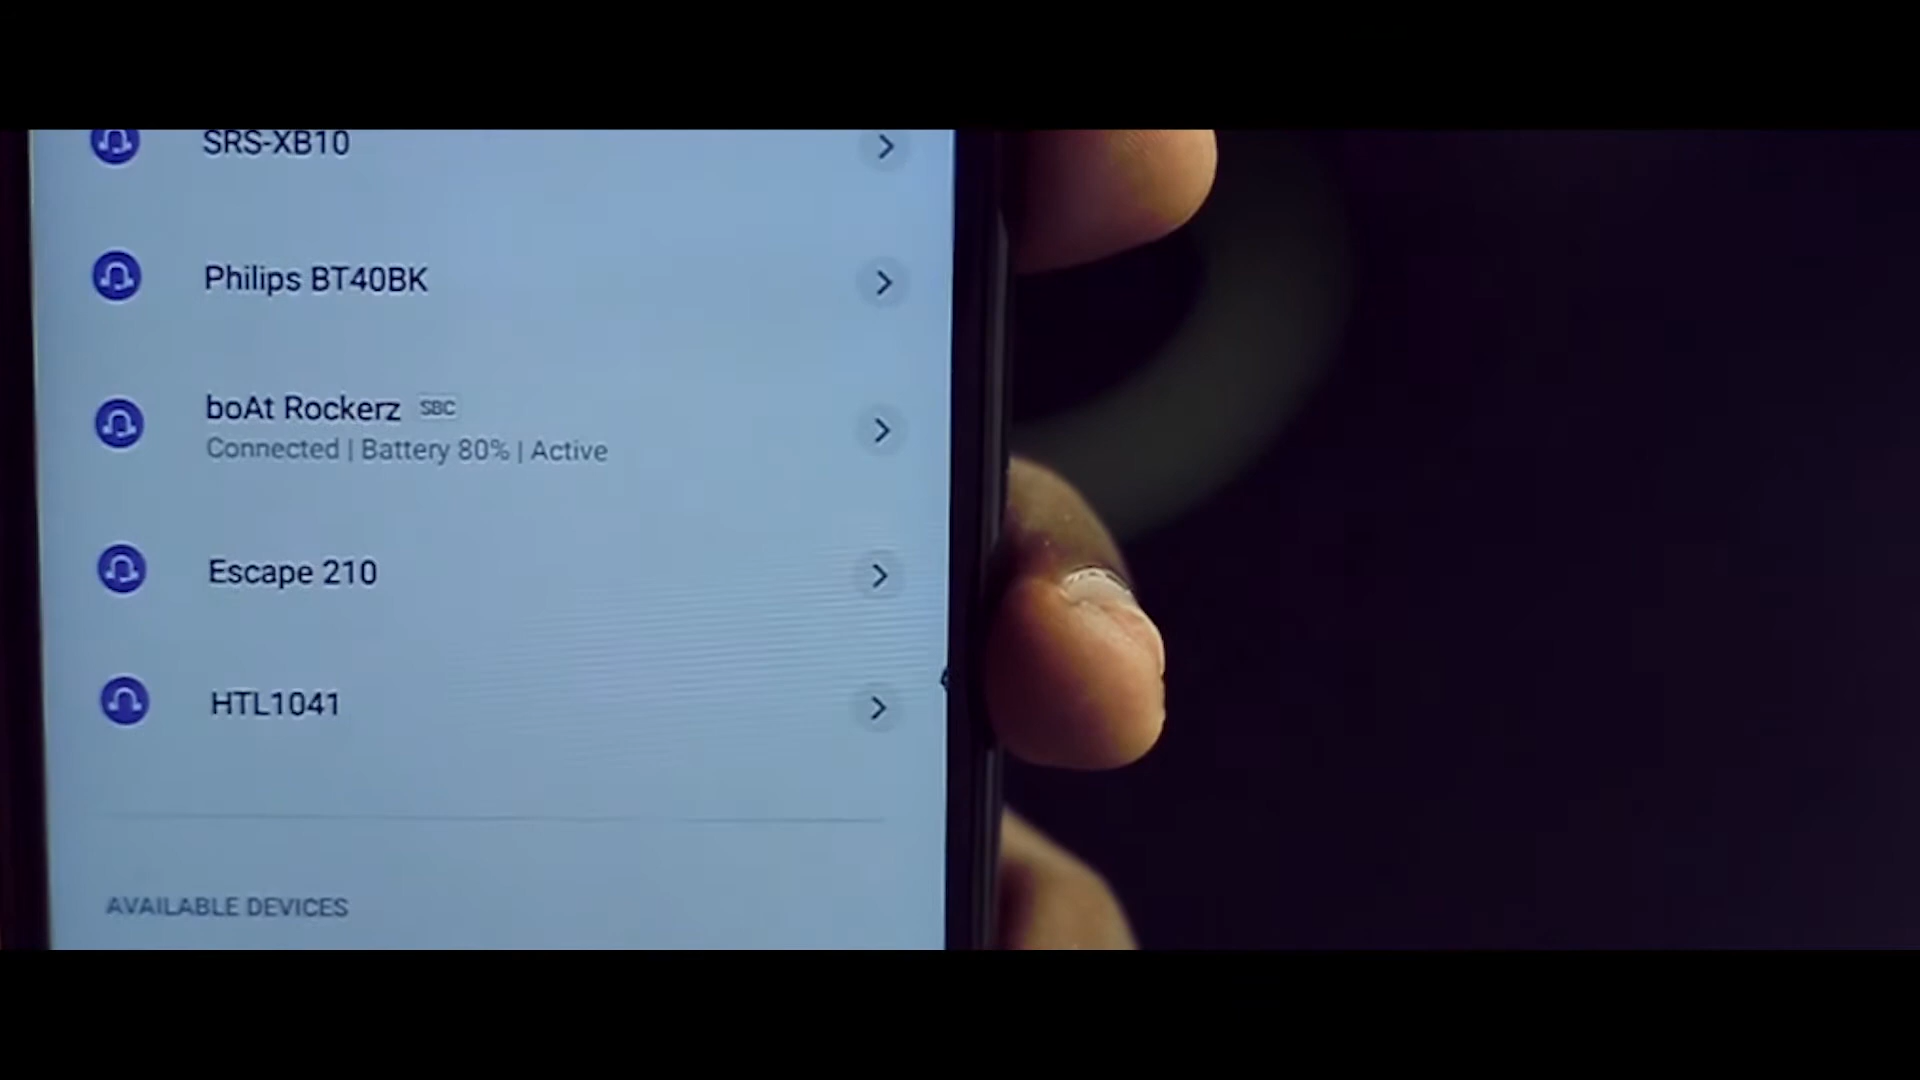 SRS-XB10
Philips BT40BK
boAt Rockerz SBC
Connected | Battery 80% | Active
Escape 210
HTL1041
AVAILABLE DEVICES